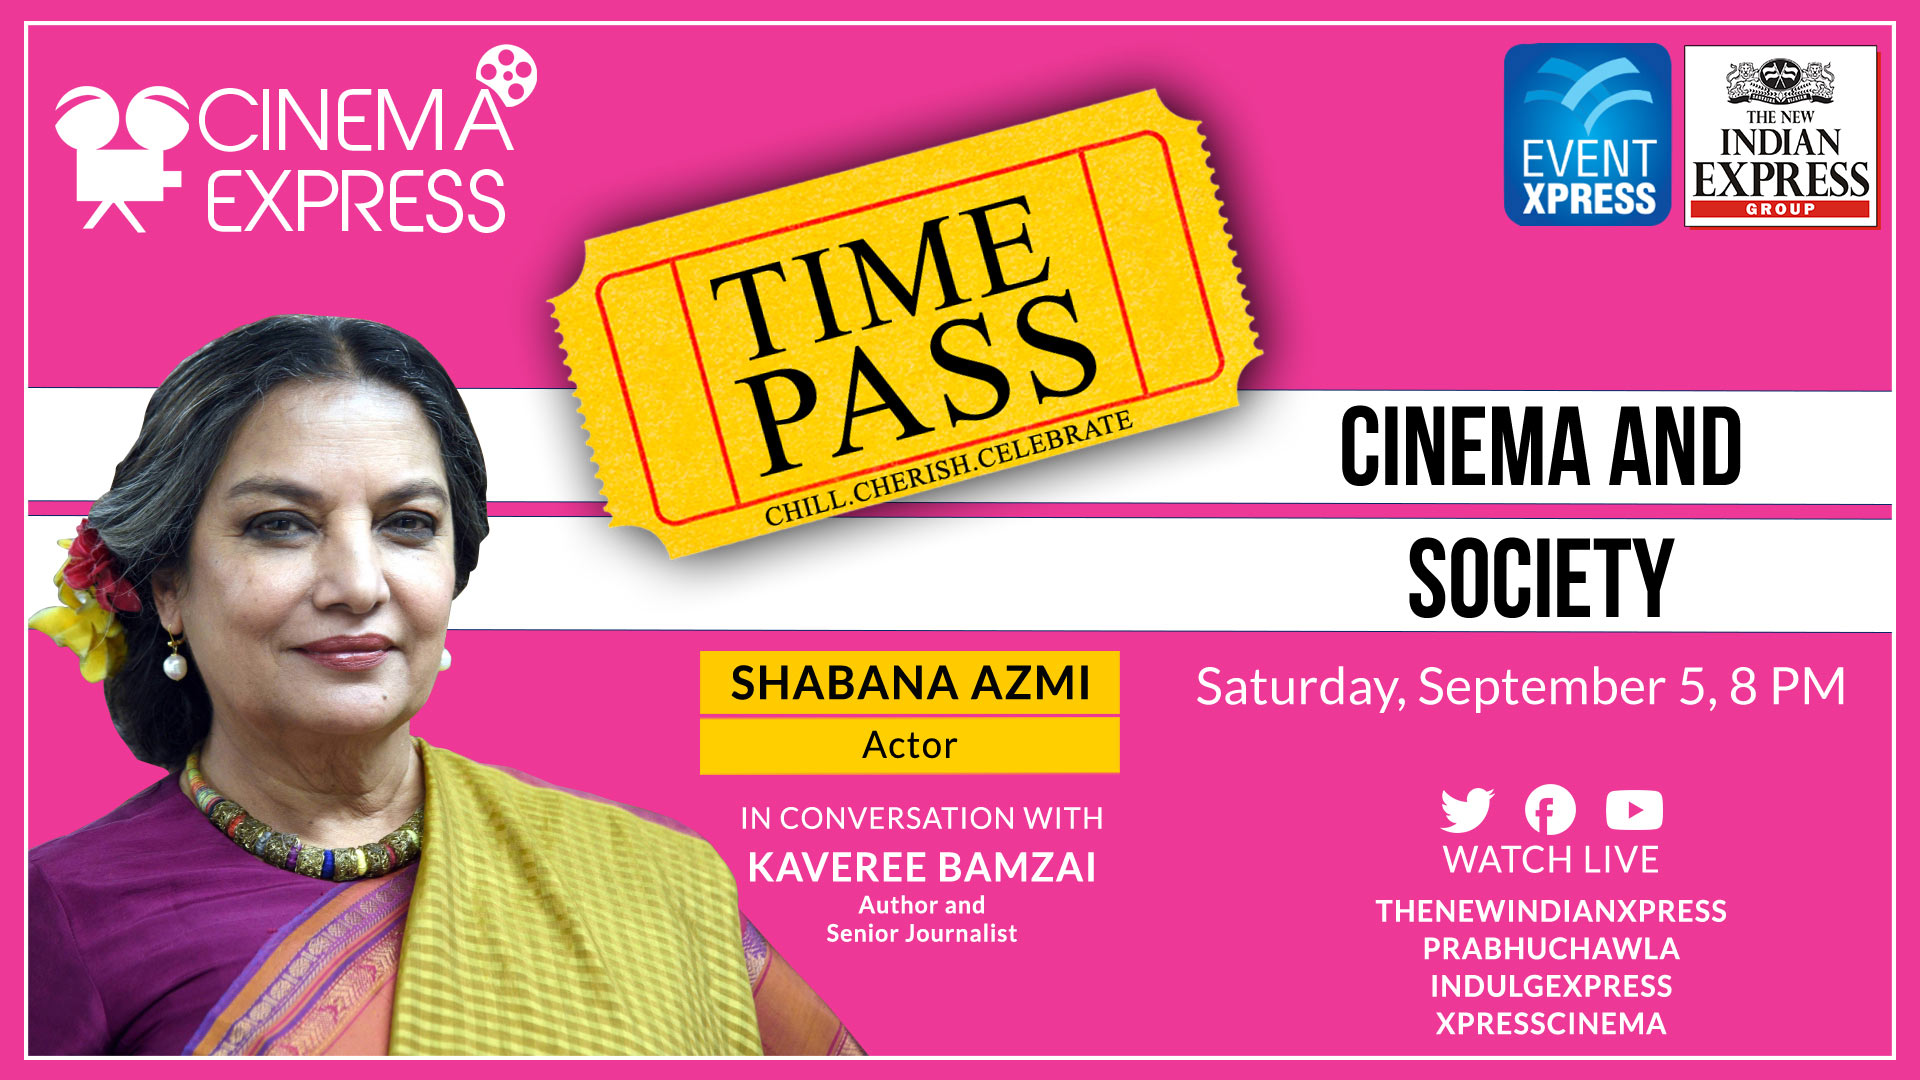 CINEMA
EXPRESS
EVENT
XPRESS
THE NEW
INDIAN
EXPRESS
GROUP
TIME
PASS
CHILL.CHERISH.CELEBRATE
CINEMA AND
SOCIETY
SHABANA AZMI
Actor
IN CONVERSATION WITH
KAVEREE BAMZAI
Author and
Senior Journalist
Saturday, September 5, 8 PM
WATCH LIVE
THENEWINDIANXPRESS
PRABHUCHAWLA
INDULGEXPRESS
XPRESSCINEMA